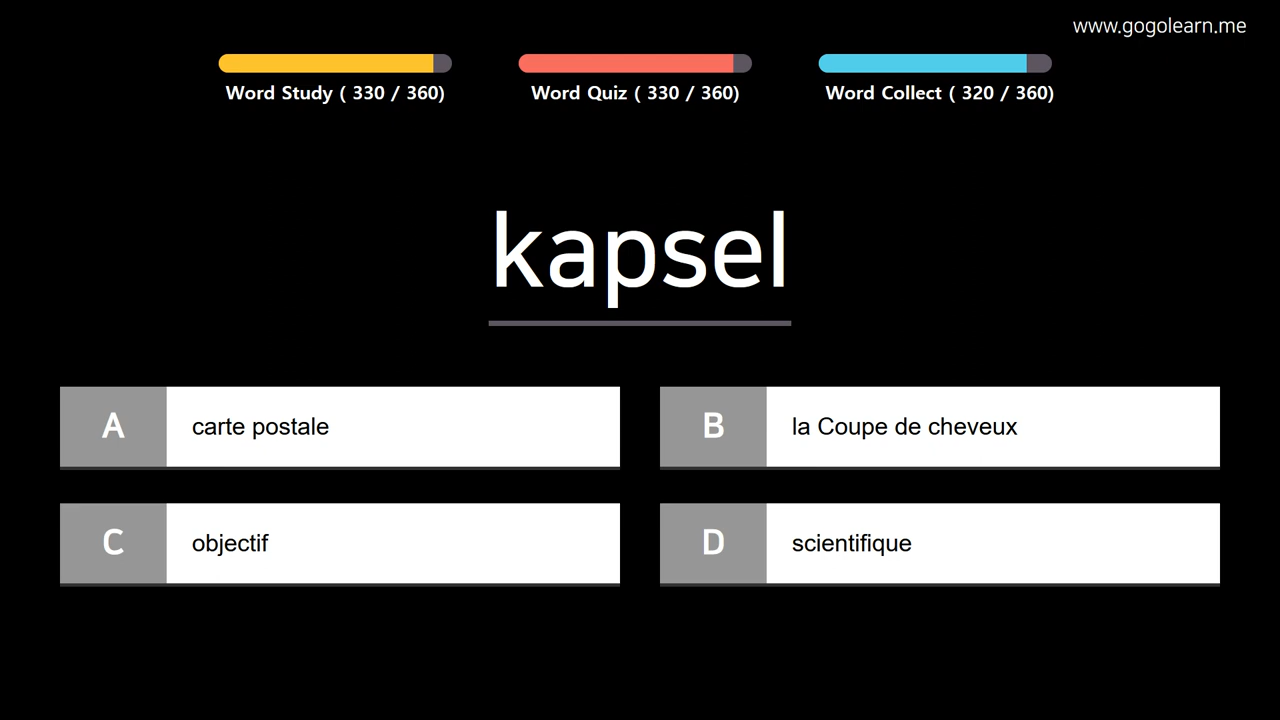 www.gogolearn.me
Word Study ( 330 / 360)
Word Quiz ( 330 / 360)
Word Collect ( 320 / 360)
kapsel
A carte postale
B la Coupe de cheveux
C objectif
D scientifique